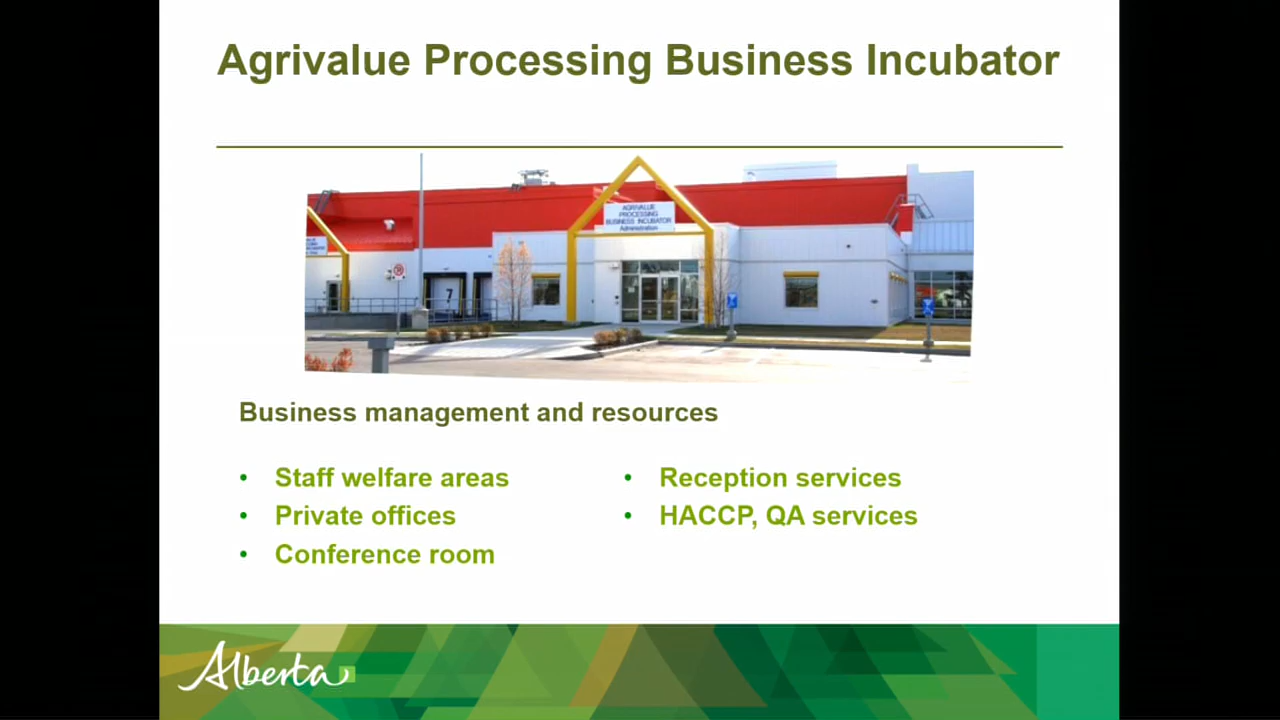 Agrivalue Processing Business Incubator
AGRIVALUE
PROCESSING
BUSINESS INCUBATOR
Administration
7
Business management and resources
• Staff welfare areas
• Private offices
• Conference room
• Reception services
• HACCP, QA services
Alberta